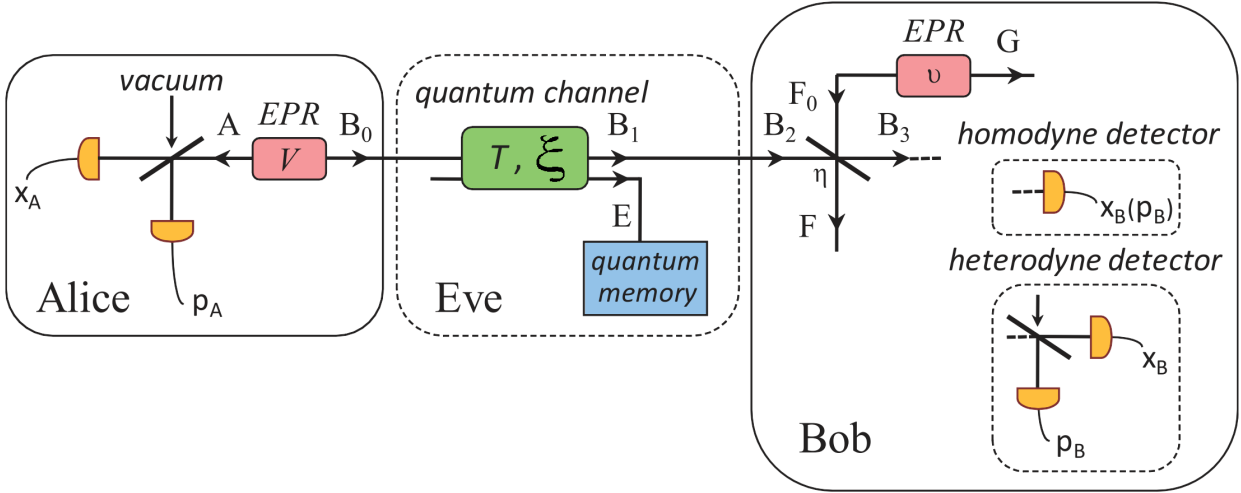 vacuum
EPR
A
B₀
V
x_A
p_A
Alice
quantum channel
T, ξ
B₁
E
quantum
memory
Eve
EPR
G
υ
F₀
B₂
B₃
η
F
homodyne detector
x_B(p_B)
heterodyne detector
x_B
p_B
Bob